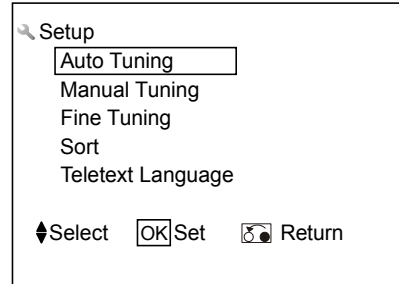 Setup
Auto Tuning
Manual Tuning
Fine Tuning
Sort
Teletext Language
Select OK Set Return